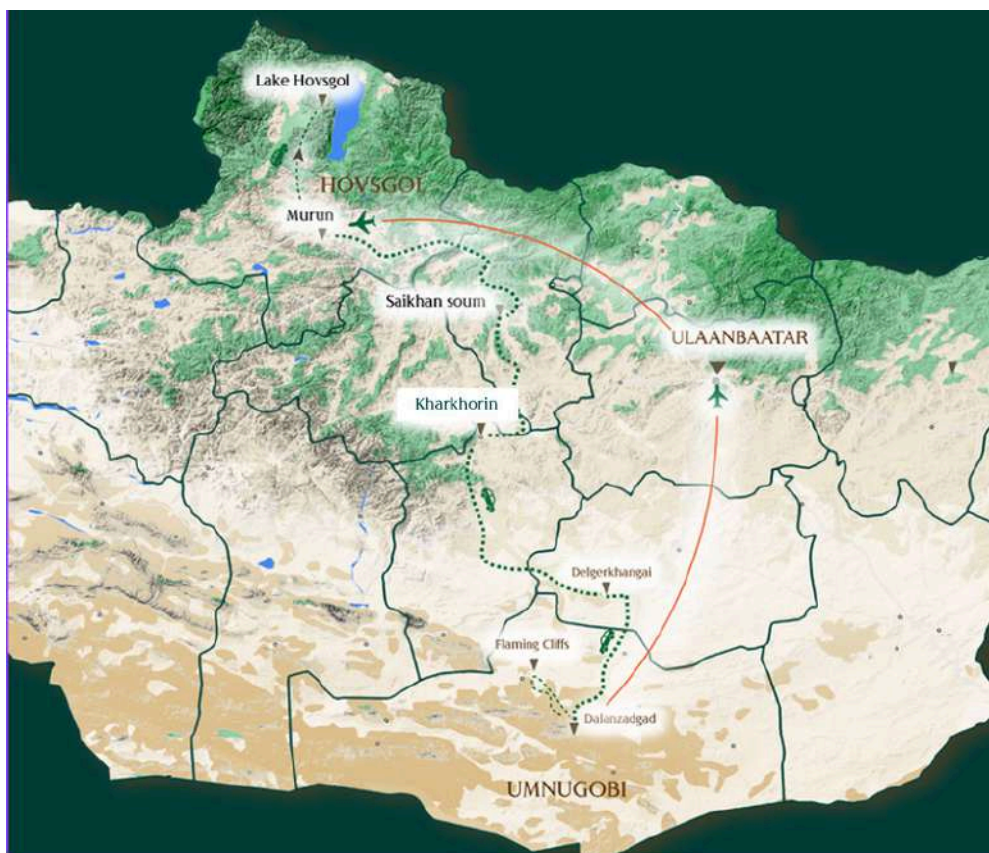 Lake Hovsgol
HOVSGOL
Murun
Saikhan soum
ULAANBAATAR
Kharkhorin
Delgerkhangai
Flaming Cliffs
Dalanzadgad
UMNUGOBI